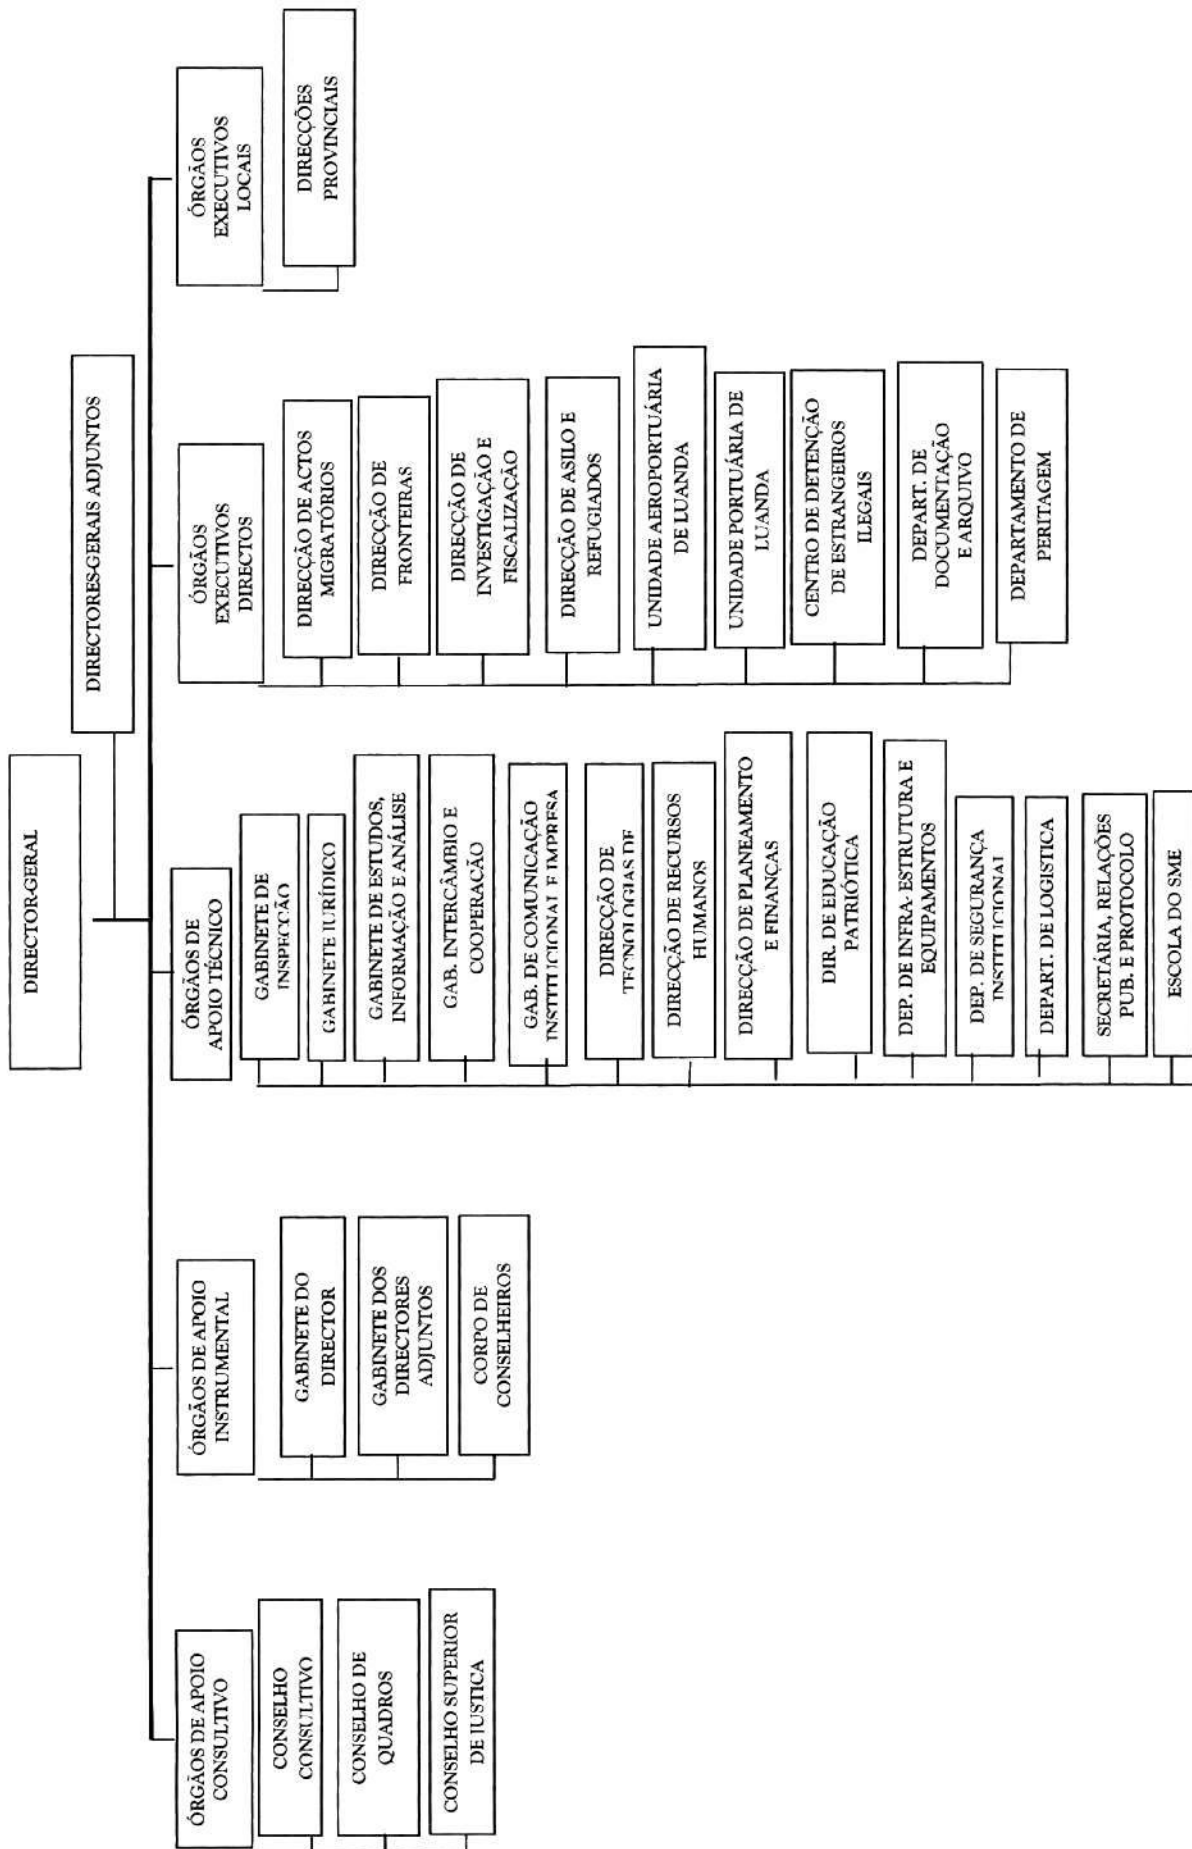 DIRECTOR-GERAL
DIRECTORES-GERAIS ADJUNTOS
ÓRGÃOS DE APOIO
CONSULTIVO
CONSELHO
CONSULTIVO
CONSELHO DE
QUADROS
CONSELHO SUPERIOR
DE JUSTICA
ÓRGÃOS DE APOIO
INSTRUMENTAL
GABINETE DO
DIRECTOR
GABINETE DOS
DIRECTORES
ADJUNTOS
CORPO DE
CONSELHEIROS
ÓRGÃOS DE
APOIO TÉCNICO
GABINETE DE
INSPECÇÃO
GABINETE JURÍDICO
GABINETE DE ESTUDOS,
INFORMAÇÃO E ANÁLISE
GAB. INTERCÂMBIO E
COOPERAÇÃO
GAB. DE COMUNICAÇÃO
INSTITUCIONAL E IMPRESA
DIRECÇÃO DE
TECNOLOGIAS DE
DIRECÇÃO DE RECURSOS
HUMANOS
DIRECÇÃO DE PLANEAMENTO
E FINANÇAS
DIR. DE EDUCAÇÃO
PATRIÓTICA
DEP. DE INFRA- ESTRUTURA E
EQUIPAMENTOS
DEP. DE SEGURANÇA
INSTITUCIONAL
DEPART. DE LOGISTICA
SECRETÁRIA, RELAÇÕES
PUB. E PROTOCOLO
ESCOLA DO SME
ÓRGÃOS
EXECUTIVOS
DIRECTOS
DIRECÇÃO DE ACTOS
MIGRATÓRIOS
DIRECÇÃO DE
FRONTEIRAS
DIRECÇÃO DE
INVESTIGAÇÃO E
FISCALIZAÇÃO
DIRECÇÃO DE ASILO E
REFUGIADOS
UNIDADE AEROPORTUÁRIA
DE LUANDA
UNIDADE PORTUÁRIA DE
LUANDA
CENTRO DE DETENÇÃO
DE ESTRANGEIROS
ILEGAIS
DEPART. DE
DOCUMENTAÇÃO
E ARQUIVO
DEPARTAMENTO DE
PERITAGEM
ÓRGÃOS
EXECUTIVOS
LOCAIS
DIRECÇÕES
PROVINCIAIS